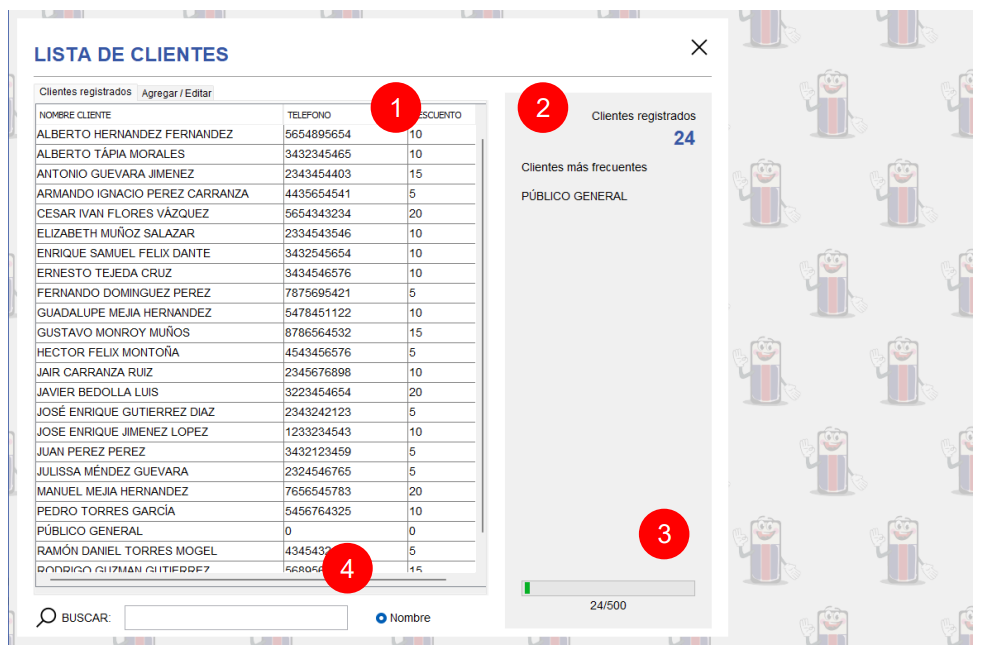 LISTA DE CLIENTES
Clientes registrados Agregar / Editar
NOMBRE CLIENTE TELEFONO 1
ALBERTO HERNANDEZ FERNANDEZ 5654895654 10
ALBERTO TÁPIA MORALES 3432345465 10
ANTONIO GUEVARA JIMENEZ 2343454403 15
ARMANDO IGNACIO PEREZ CARRANZA 4435654541 5
CESAR IVAN FLORES VÁZQUEZ 5654343234 20
ELIZABETH MUÑOZ SALAZAR 2334543546 10
ENRIQUE SAMUEL FELIX DANTE 3432545654 10
ERNESTO TEJEDA CRUZ 3434546576 10
FERNANDO DOMINGUEZ PEREZ 7875695421 5
GUADALUPE MEJIA HERNANDEZ 5478451122 10
GUSTAVO MONROY MUÑOS 8786564532 15
HECTOR FELIX MONTOÑA 4543456576 5
JAIR CARRANZA RUIZ 2345676898 10
JAVIER BEDOLLA LUIS 3223454654 20
JOSÉ ENRIQUE GUTIERREZ DIAZ 2343242123 5
JOSE ENRIQUE JIMENEZ LOPEZ 1233234543 10
JUAN PEREZ PEREZ 3432123459 5
JULISSA MÉNDEZ GUEVARA 2324546765 5
MANUEL MEJIA HERNANDEZ 7656545783 20
PEDRO TORRES GARCÍA 5456764325 10
PÚBLICO GENERAL 0 0
RAMÓN DANIEL TORRES MOGEL 5
RODRIGO GUZMAN GUTIERREZ 15
4
BUSCAR: Nombre
2
Clientes registrados
24
Clientes más frecuentes
PÚBLICO GENERAL
3
24/500